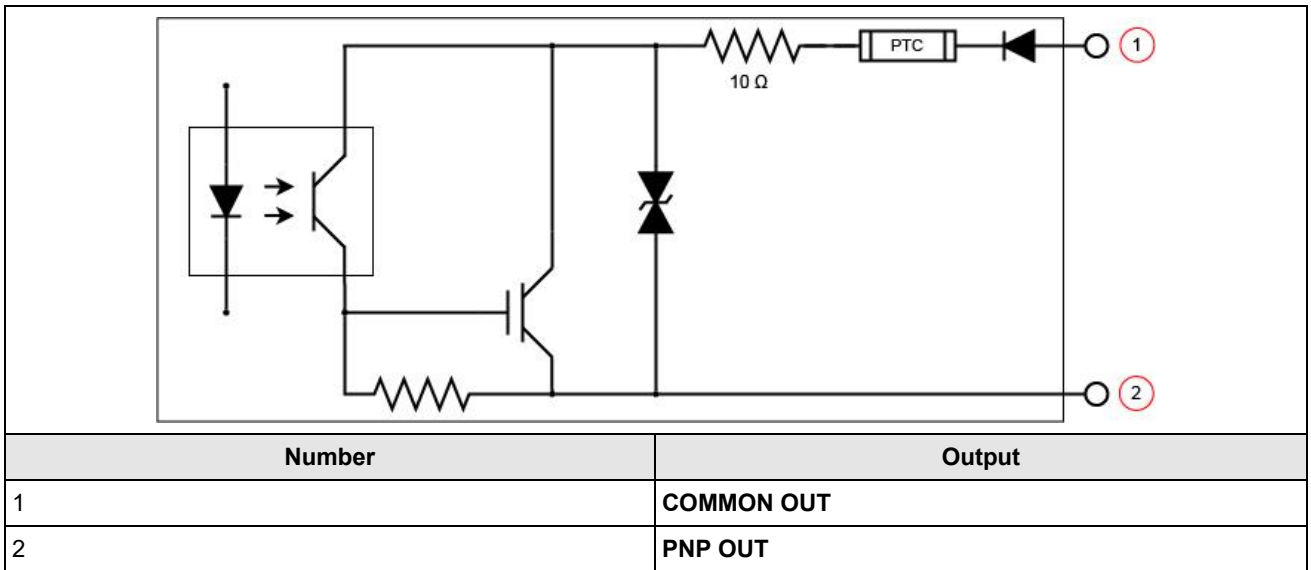 PTC
1
10 Ω
2
Number Output
1 COMMON OUT
2 PNP OUT